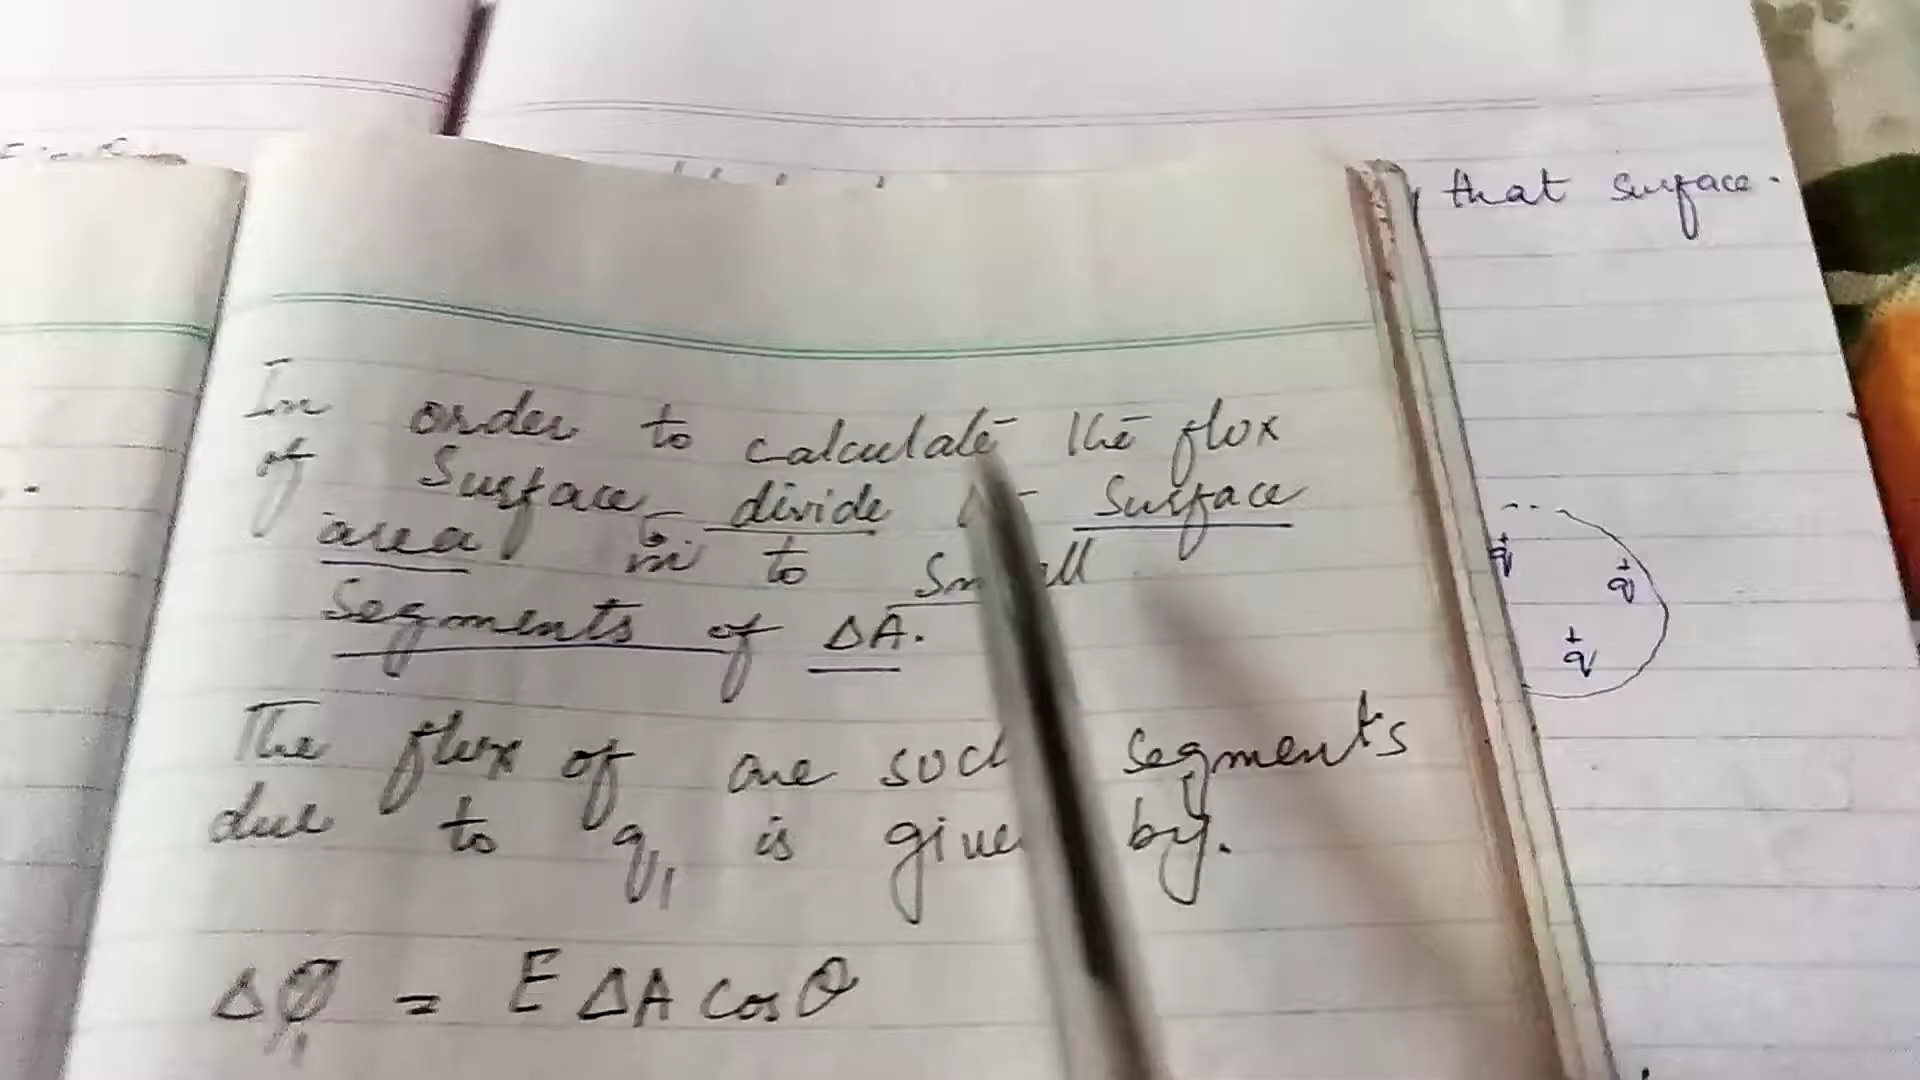 that surface.
In order to calculate the flux
of Surface divide Surface
area in to Small
Segments of ΔA.
The flux of one such segments
due to q1 is given by.
Δφ1 = E ΔA cos θ
+q
+q
+q